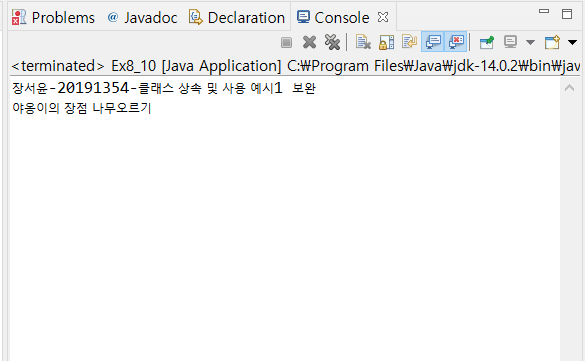 Problems @ Javadoc Declaration Console
<terminated> Ex8_10 [Java Application] C:₩Program Files₩Java₩jdk-14.0.2₩bin₩jav
장서윤-20191354-클래스 상속 및 사용 예시1 보완
야옹이의 장점 나무오르기